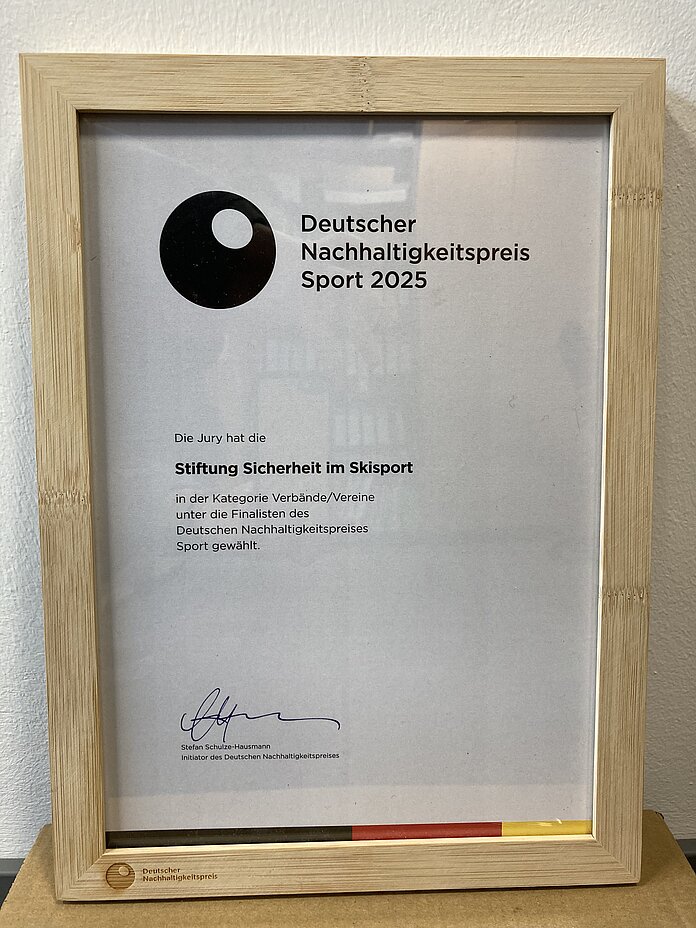 Deutscher
Nachhaltigkeitspreis
Sport 2025
Die Jury hat die
Stiftung Sicherheit im Skisport
in der Kategorie Verbände/Vereine
unter die Finalisten des
Deutschen Nachhaltigkeitspreises
Sport gewählt.
Stefan Schulze-Hausmann
Initiator des Deutschen Nachhaltigkeitspreises
Deutscher
Nachhaltigkeitspreis